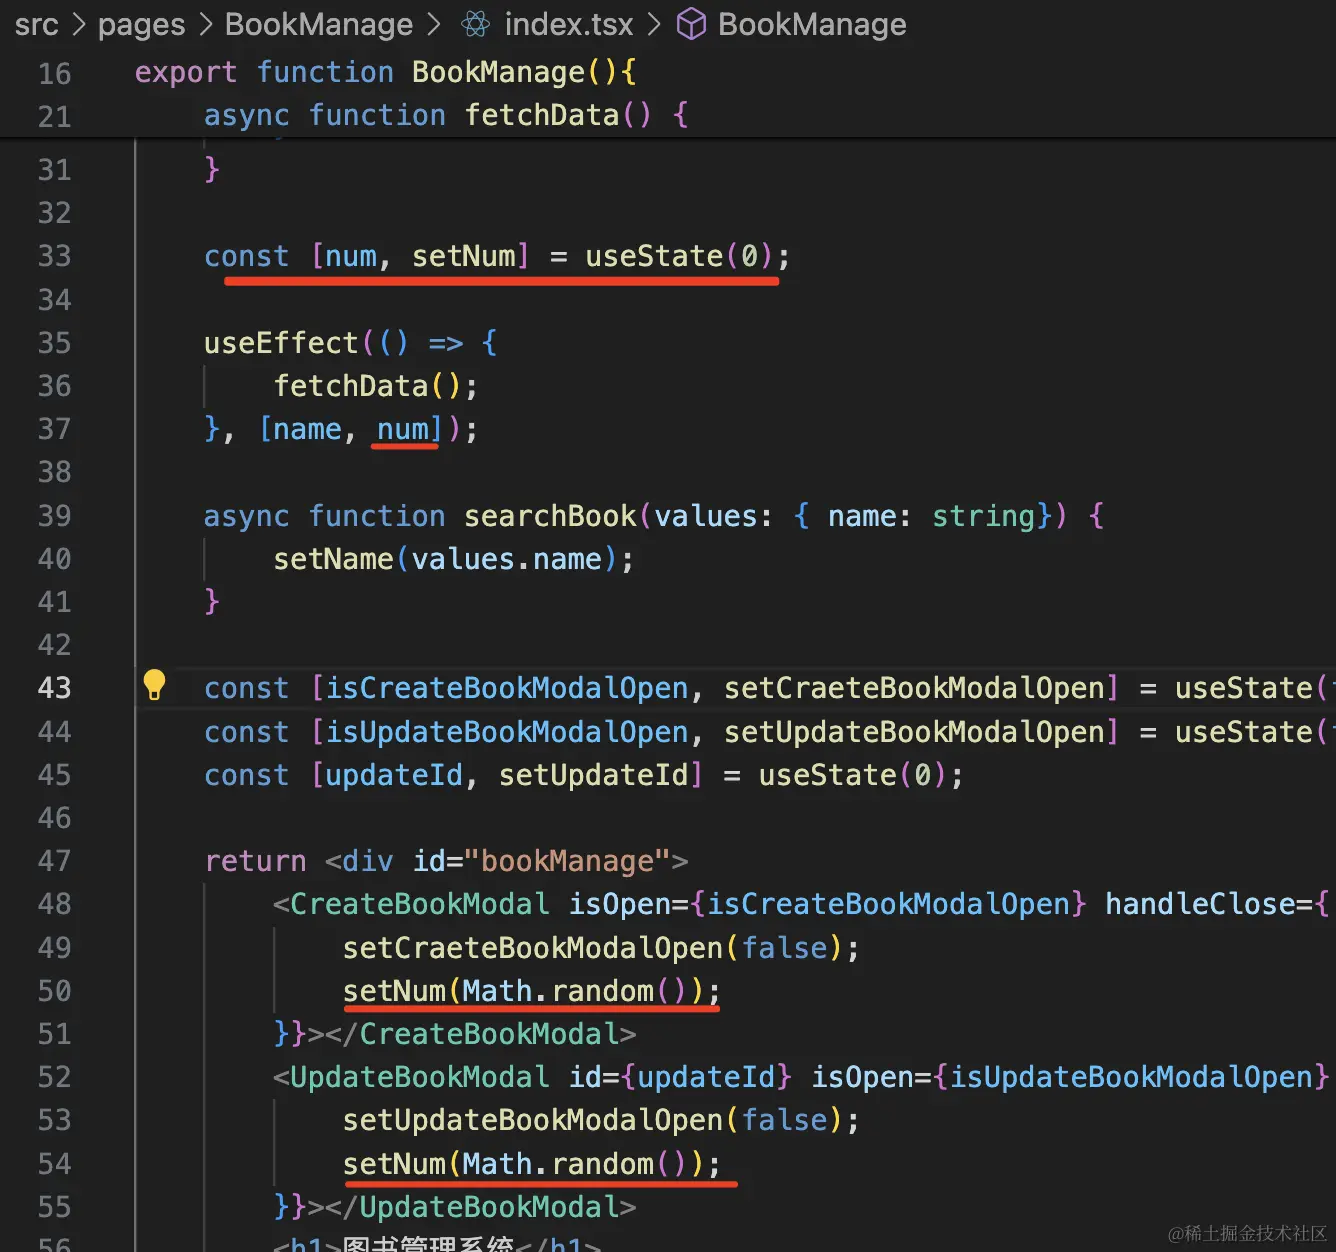 src > pages > BookManage > index.tsx > BookManage
16 export function BookManage(){
21 async function fetchData() {
31 }
32
33 const [num, setNum] = useState(0);
34
35 useEffect(() => {
36 fetchData();
37 }, [name, num]);
38
39 async function searchBook(values: { name: string}) {
40 setName(values.name);
41 }
42
43 const [isCreateBookModalOpen, setCraeteBookModalOpen] = useState(
44 const [isUpdateBookModalOpen, setUpdateBookModalOpen] = useState(
45 const [updateId, setUpdateId] = useState(0);
46
47 return <div id="bookManage">
48 <CreateBookModal isOpen={isCreateBookModalOpen} handleClose={
49 setCraeteBookModalOpen(false);
50 setNum(Math.random());
51 }}></CreateBookModal>
52 <UpdateBookModal id={updateId} isOpen={isUpdateBookModalOpen}
53 setUpdateBookModalOpen(false);
54 setNum(Math.random());
55 }}></UpdateBookModal>
56 <h1>图书管理系统</h1>
@稀土掘金技术社区